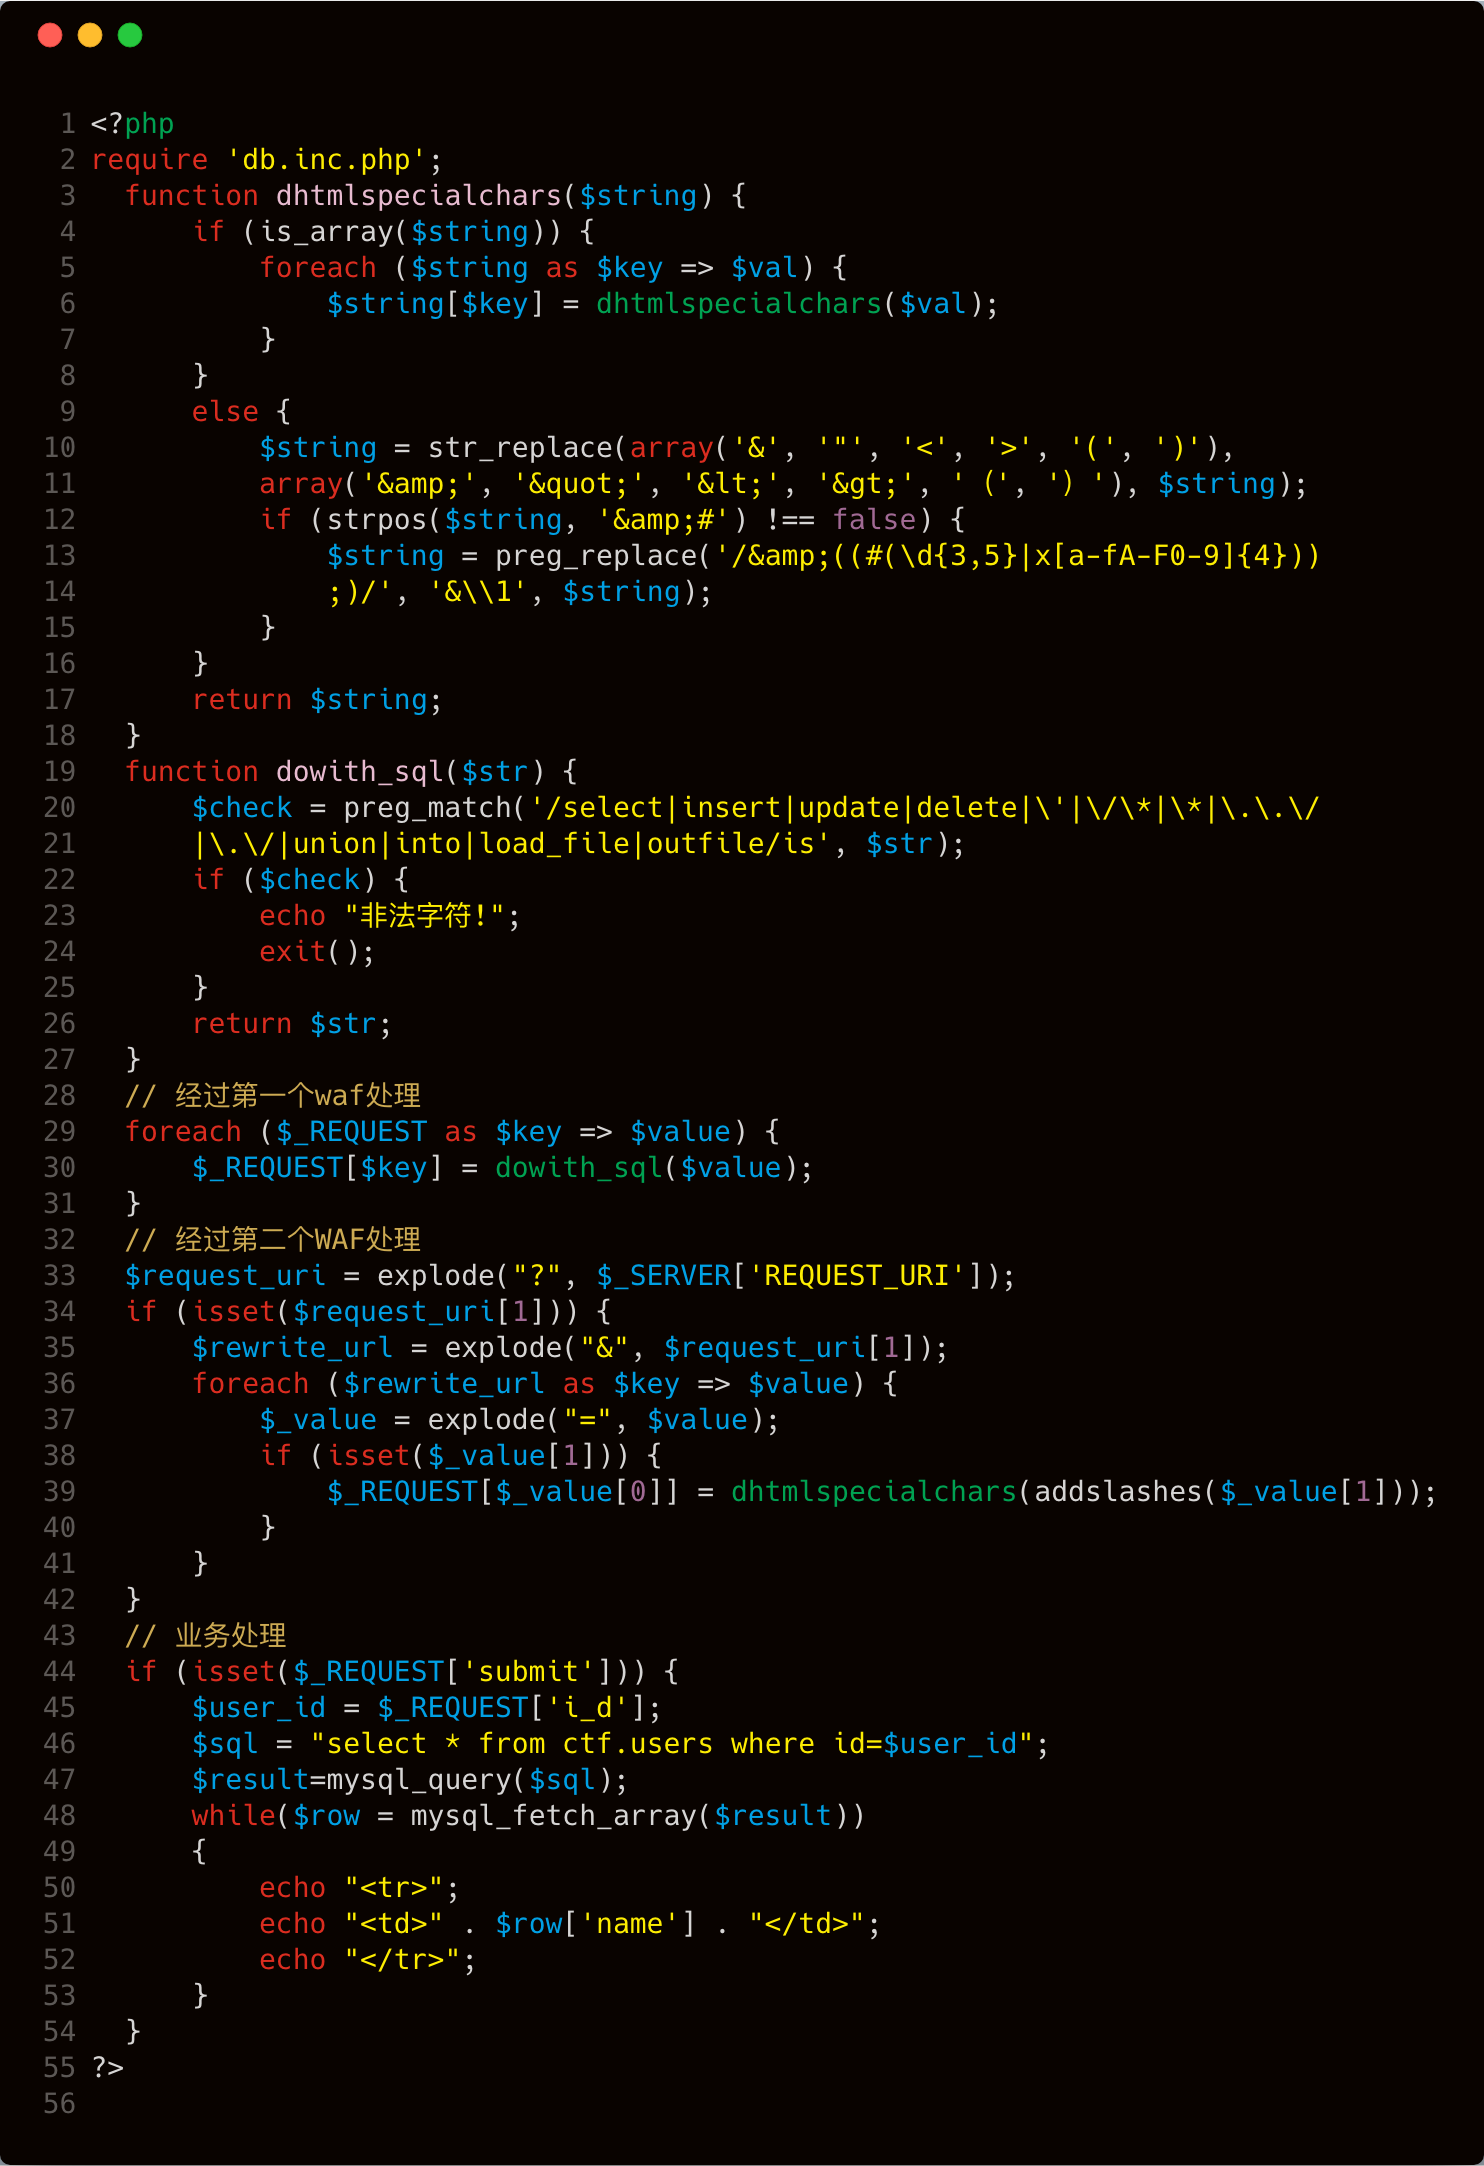 1 <?php
2 require 'db.inc.php';
3   function dhtmlspecialchars($string) {
4       if (is_array($string)) {
5           foreach ($string as $key => $val) {
6               $string[$key] = dhtmlspecialchars($val);
7           }
8       }
9       else {
10           $string = str_replace(array('&', '"', '<', '>', '(', ')'),
11           array('&amp;', '&quot;', '&lt;', '&gt;', '（', '）'), $string);
12           if (strpos($string, '&amp;#') !== false) {
13               $string = preg_replace('/&amp;((#(\d{3,5}|x[a-fA-F0-9]{4}))
14               ;)/', '&\\1', $string);
15           }
16       }
17       return $string;
18   }
19   function dowith_sql($str) {
20       $check = preg_match('/select|insert|update|delete|\'|\/\*|\*|\.\.\/
21       |\.\/|union|into|load_file|outfile/is', $str);
22       if ($check) {
23           echo "非法字符!";
24           exit();
25       }
26       return $str;
27   }
28   // 经过第一个waf处理
29   foreach ($_REQUEST as $key => $value) {
30       $_REQUEST[$key] = dowith_sql($value);
31   }
32   // 经过第二个WAF处理
33   $request_uri = explode("?", $_SERVER['REQUEST_URI']);
34   if (isset($request_uri[1])) {
35       $rewrite_url = explode("&", $request_uri[1]);
36       foreach ($rewrite_url as $key => $value) {
37           $_value = explode("=", $value);
38           if (isset($_value[1])) {
39               $_REQUEST[$_value[0]] = dhtmlspecialchars(addslashes($_value[1]));
40           }
41       }
42   }
43   // 业务处理
44   if (isset($_REQUEST['submit'])) {
45       $user_id = $_REQUEST['i_d'];
46       $sql = "select * from ctf.users where id=$user_id";
47       $result=mysql_query($sql);
48       while($row = mysql_fetch_array($result))
49       {
50           echo "<tr>";
51           echo "<td>" . $row['name'] . "</td>";
52           echo "</tr>";
53       }
54   }
55 ?>
56